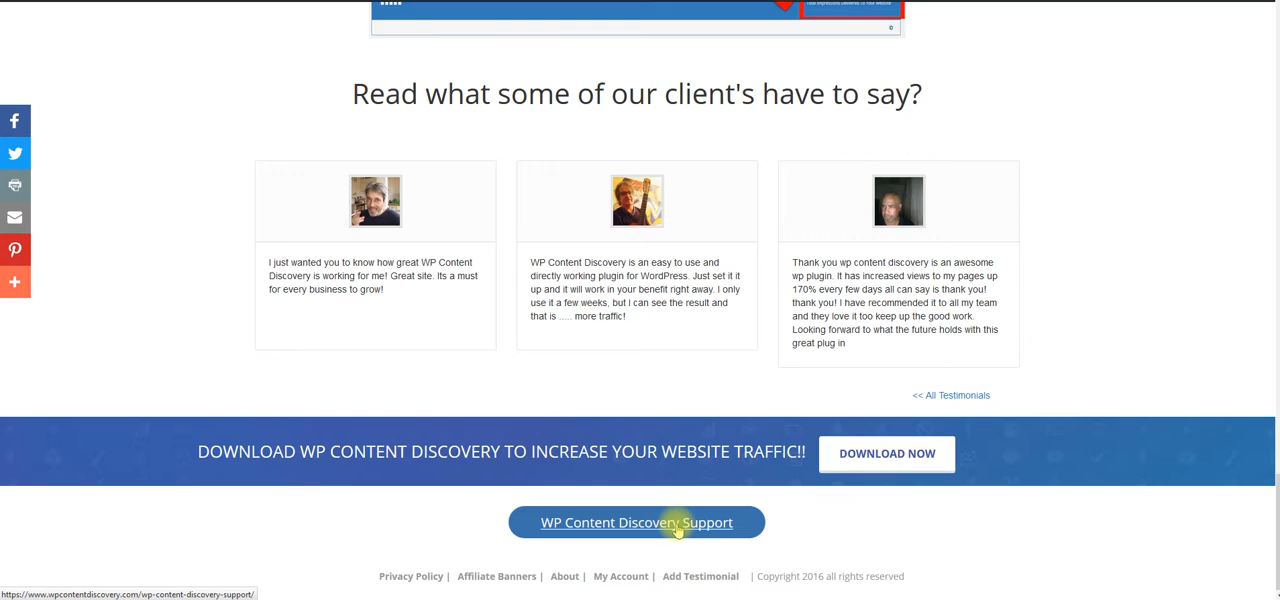 Total Impressions Delivered To Your Website
0
Read what some of our client's have to say?
I just wanted you to know how great WP Content
Discovery is working for me! Great site. Its a must
for every business to grow!
WP Content Discovery is an easy to use and
directly working plugin for WordPress. Just set it it
up and it will work in your benefit right away. I only
use it a few weeks, but I can see the result and
that is ..... more traffic!
Thank you wp content discovery is an awesome
wp plugin. It has increased views to my pages up
170% every few days all can say is thank you!
thank you! I have recommended it to all my team
and they love it too keep up the good work.
Looking forward to what the future holds with this
great plug in
<< All Testimonials
DOWNLOAD WP CONTENT DISCOVERY TO INCREASE YOUR WEBSITE TRAFFIC!! DOWNLOAD NOW
WP Content Discovery Support
Privacy Policy | Affiliate Banners | About | My Account | Add Testimonial | Copyright 2016 all rights reserved
https://www.wpcontentdiscovery.com/wp-content-discovery-support/